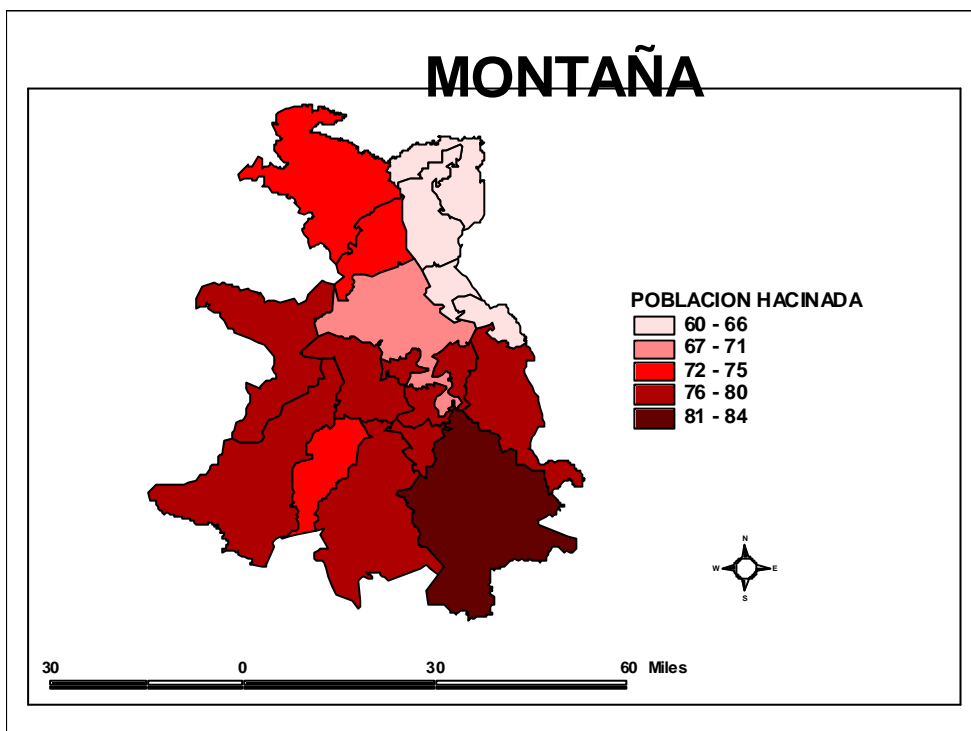 MONTAÑA
POBLACION HACINADA
60 - 66
67 - 71
72 - 75
76 - 80
81 - 84
N
W E
S
30 0 30 60 Miles